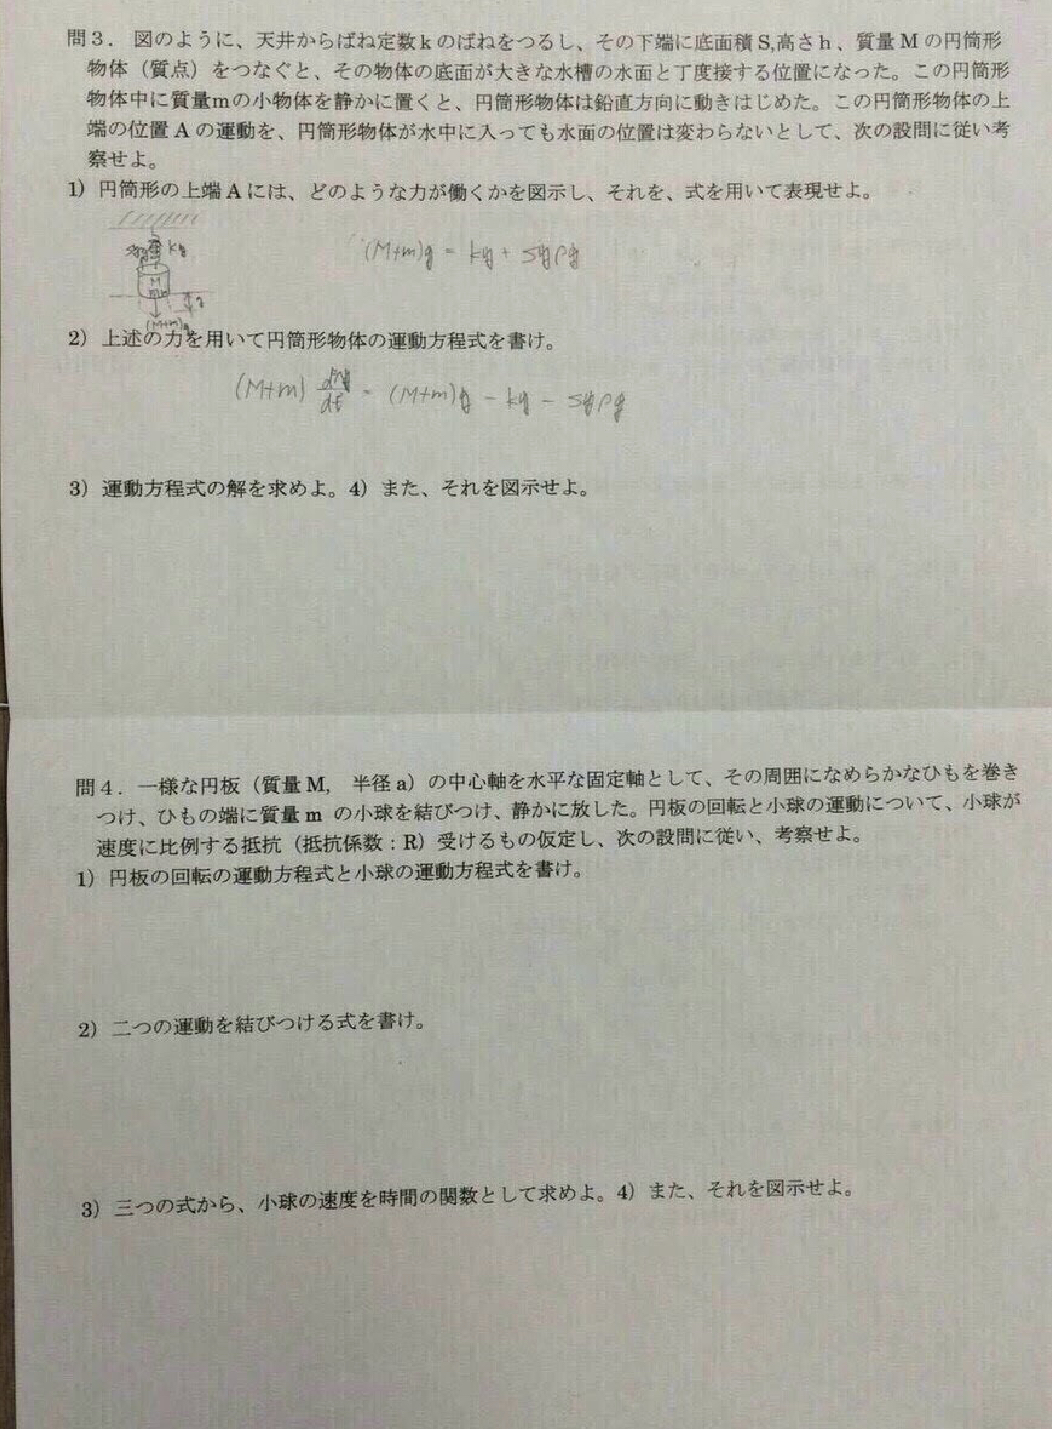 問3． 図のように、天井からばね定数kのばねをつるし、その下端に底面積S,高さh、質量Mの円筒形
物体（質点）をつなぐと、その物体の底面が大きな水槽の水面と丁度接する位置になった。この円筒形
物体中に質量mの小物体を静かに置くと、円筒形物体は鉛直方向に動きはじめた。この円筒形物体の上
端の位置Aの運動を、円筒形物体が水中に入っても水面の位置は変わらないとして、次の設問に従い考
察せよ。
1）円筒形の上端Aには、どのような力が働くかを図示し、それを、式を用いて表現せよ。
ky
(M+m)g = ky + Syρg
M
m
(M+m)g
2）上述の力を用いて円筒形物体の運動方程式を書け。
(M+m) = (M+m)g - ky - Syρg
3）運動方程式の解を求めよ。4）また、それを図示せよ。
問4．一様な円板（質量M, 半径a）の中心軸を水平な固定軸として、その周囲になめらかなひもを巻き
つけ、ひもの端に質量m の小球を結びつけ、静かに放した。円板の回転と小球の運動について、小球が
速度に比例する抵抗（抵抗係数：R）受けるもの仮定し、次の設問に従い、考察せよ。
1）円板の回転の運動方程式と小球の運動方程式を書け。
2）二つの運動を結びつける式を書け。
3）三つの式から、小球の速度を時間の関数として求めよ。4）また、それを図示せよ。